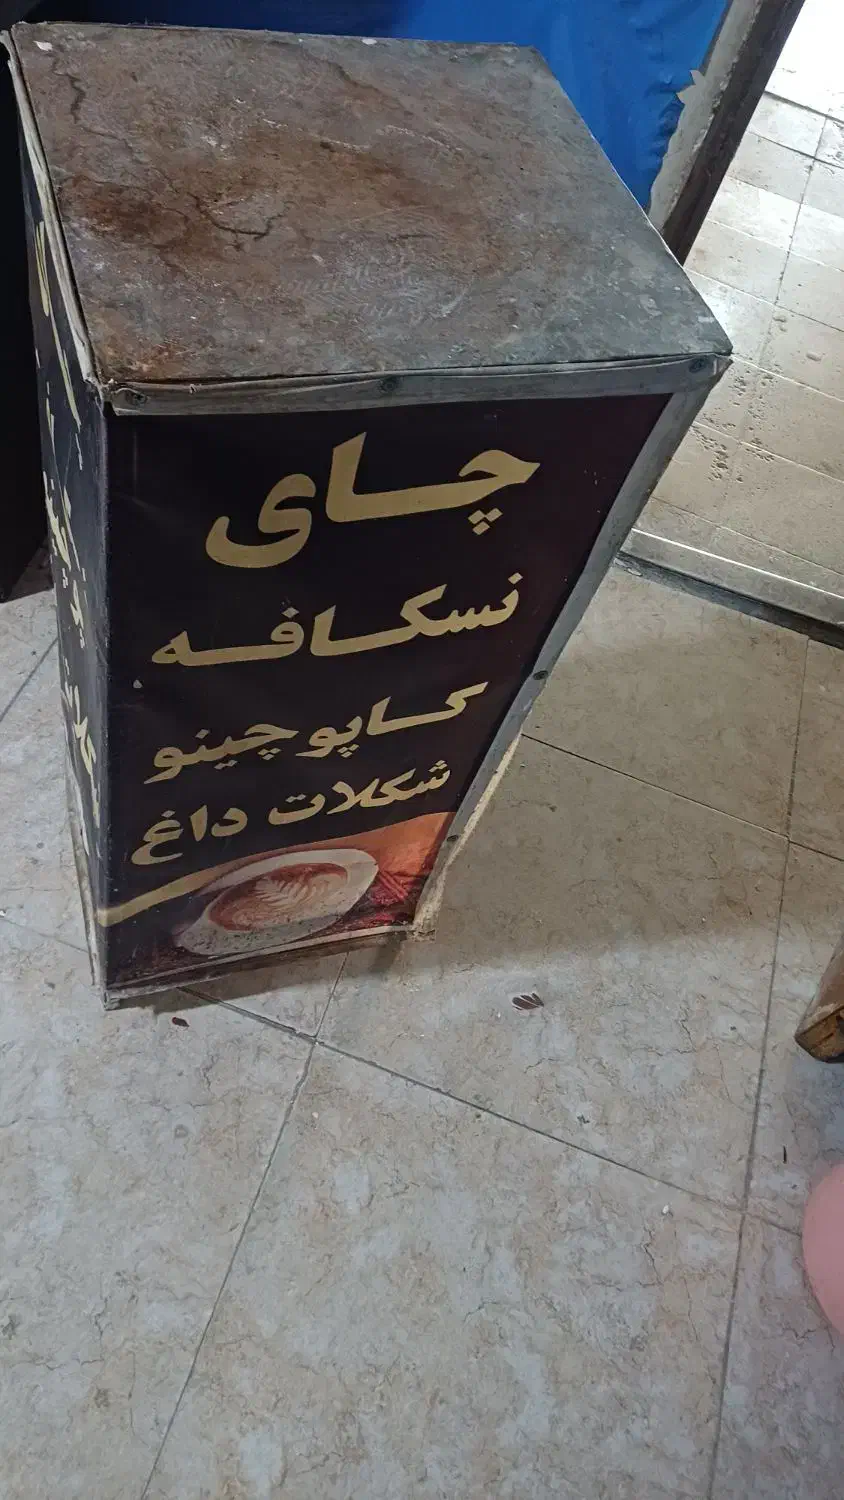 چای
نسکافه
کاپوچینو
شکلات داغ